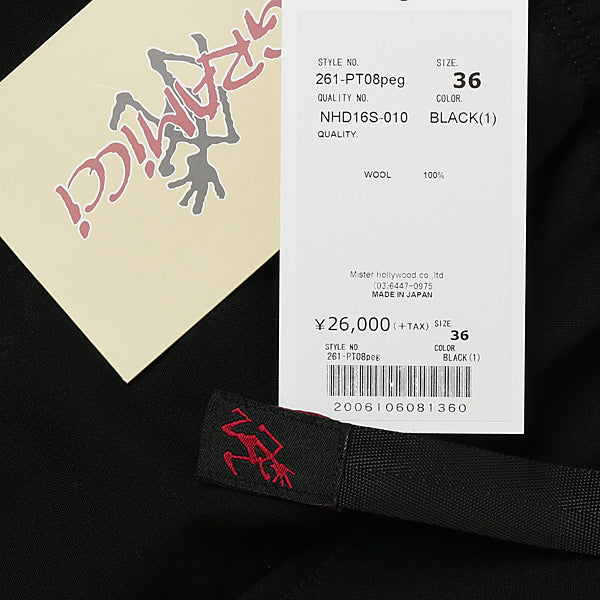 GRAMICCI
STYLE NO. SIZE.
261-PT08peg 36
QUALITY NO. COLOR.
NHD16S-010 BLACK(1)
QUALITY.
WOOL 100%
Mister hollywood co.,ltd
(03)6447-0975
MADE IN JAPAN
¥26,000(+TAX) SIZE. 36
STYLE NO. COLOR
261-PT08peg BLACK(1)
2006106081360